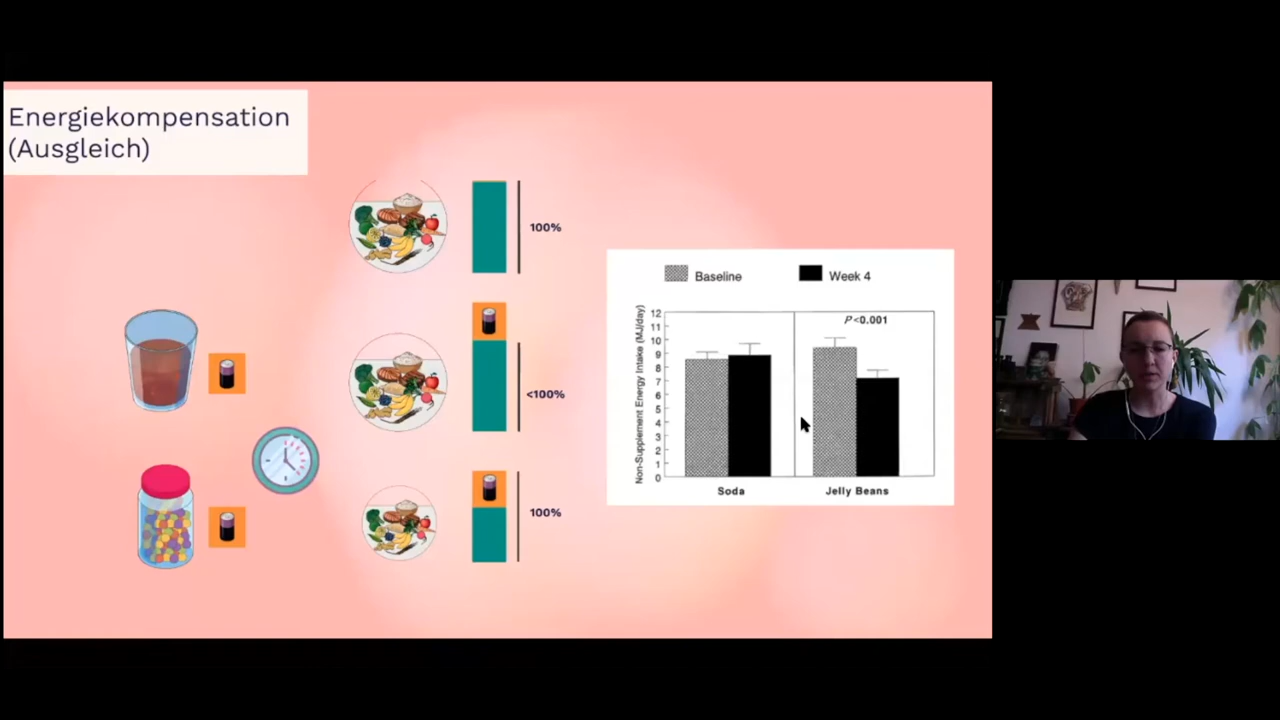 Energiekompensation
(Ausgleich)
100%
<100%
100%
Baseline
Week 4
Non-Supplement Energy Intake (MJ/day)
12
11
10
9
8
7
6
5
4
3
2
1
0
P<0.001
Soda
Jelly Beans